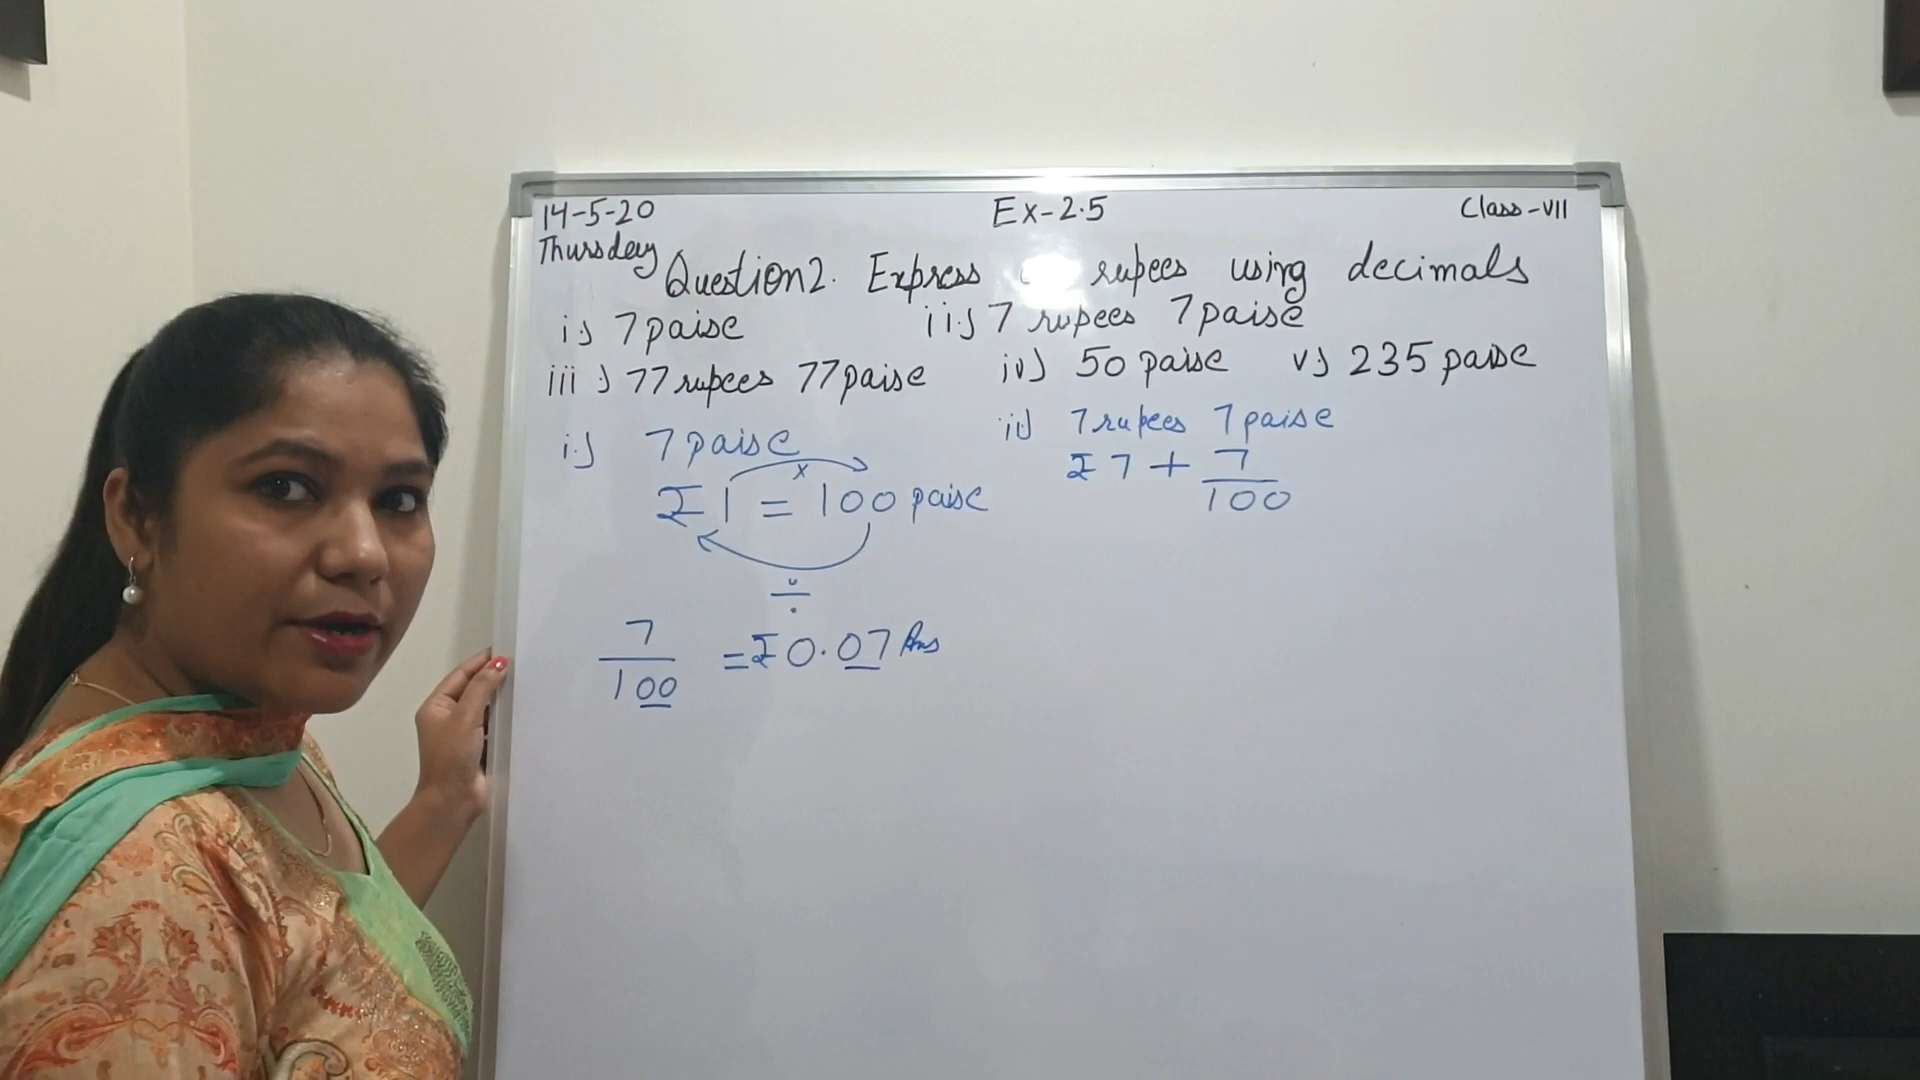 14-5-20 Ex-2.5 Class-VII
Thursday
Question2. Express rupees using decimals
i) 7 paise ii) 7 rupees 7 paise
iii) 77 rupees 77 paise iv) 50 paise v) 235 paise
i) 7 paise
x
₹ 1 = 100 paise
÷
7/100 = ₹ 0.07 Ans
ii) 7 rupees 7 paise
₹ 7 + 7/100